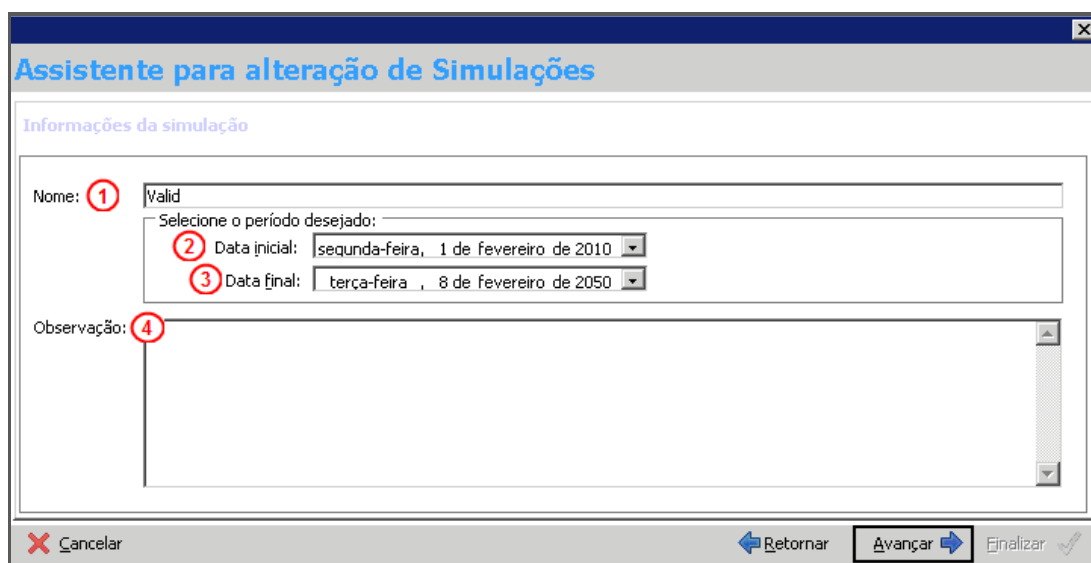 Assistente para alteração de Simulações
Informações da simulação
Nome: 1 Valid
Selecione o período desejado:
2 Data inicial: segunda-feira, 1 de fevereiro de 2010
3 Data final: terça-feira , 8 de fevereiro de 2050
Observação: 4
Cancelar Retornar Avançar Finalizar